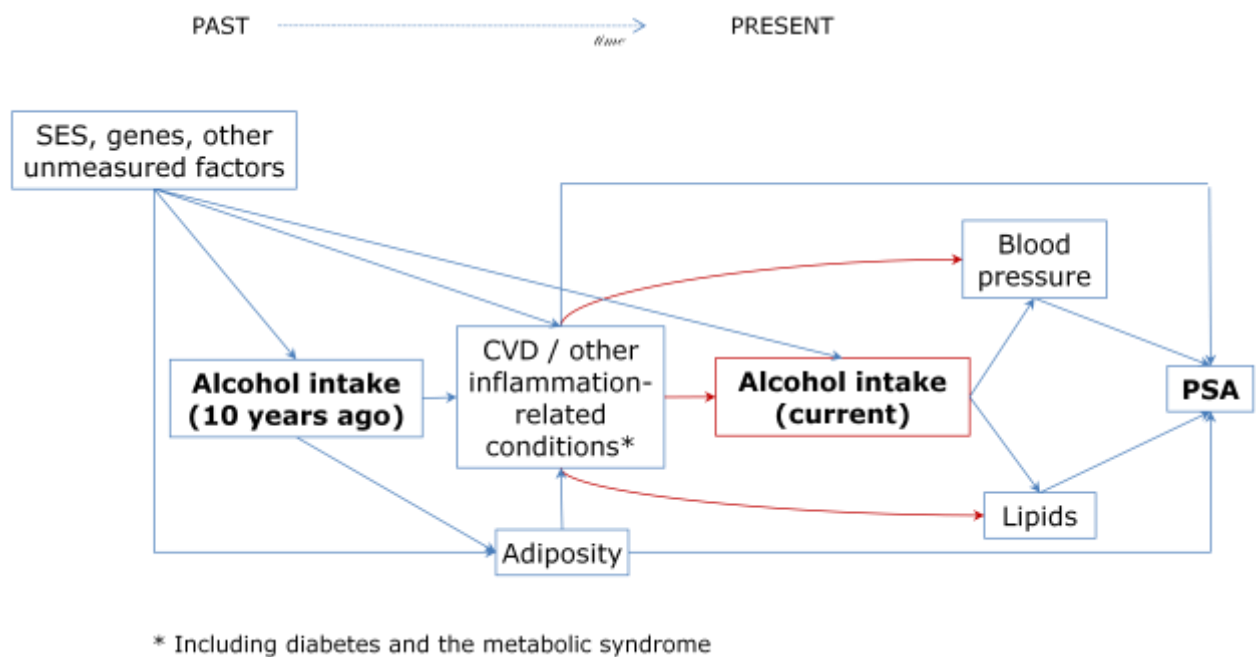 PAST
time
PRESENT
SES, genes, other
unmeasured factors
Blood
pressure
CVD / other
inflammation-
related
conditions*
Alcohol intake
(10 years ago)
Alcohol intake
(current)
PSA
Lipids
Adiposity
* Including diabetes and the metabolic syndrome